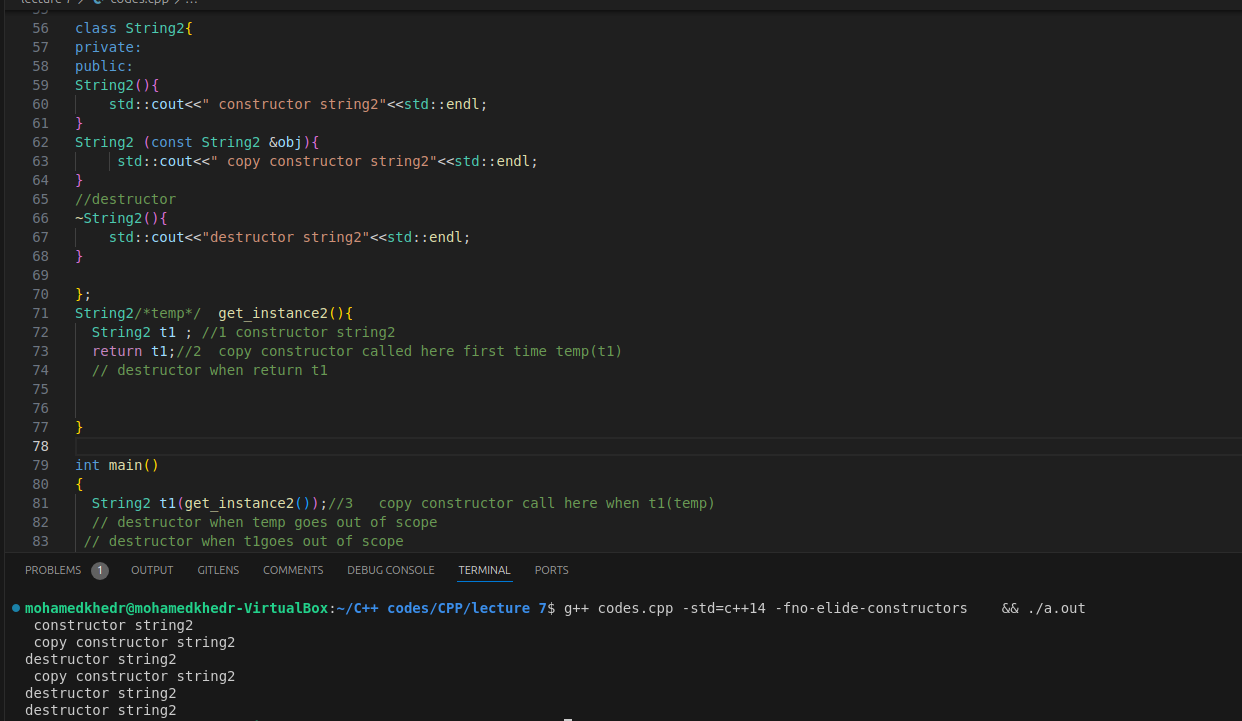 lecture 7 > codes.cpp > ...
55
56 class String2{
57 private:
58 public:
59 String2(){
60 std::cout<<" constructor string2"<<std::endl;
61 }
62 String2 (const String2 &obj){
63 std::cout<<" copy constructor string2"<<std::endl;
64 }
65 //destructor
66 ~String2(){
67 std::cout<<"destructor string2"<<std::endl;
68 }
69
70 };
71 String2/*temp*/  get_instance2(){
72 String2 t1 ; //1 constructor string2
73 return t1;//2  copy constructor called here first time temp(t1)
74 // destructor when return t1
75
76
77 }
78
79 int main()
80 {
81 String2 t1(get_instance2());//3   copy constructor call here when t1(temp)
82 // destructor when temp goes out of scope
83 // destructor when t1goes out of scope
PROBLEMS 1 OUTPUT GITLENS COMMENTS DEBUG CONSOLE TERMINAL PORTS
mohamedkhedr@mohamedkhedr-VirtualBox:~/C++ codes/CPP/lecture 7$ g++ codes.cpp -std=c++14 -fno-elide-constructors    && ./a.out
constructor string2
copy constructor string2
destructor string2
copy constructor string2
destructor string2
destructor string2